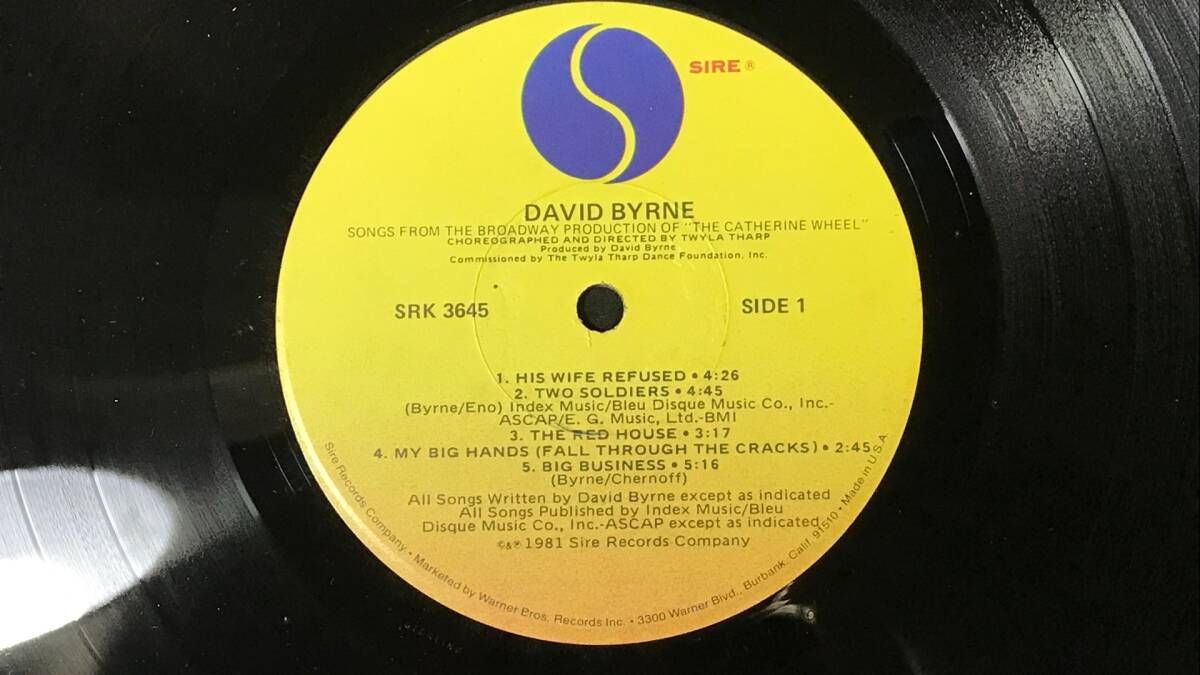 SIRE ®
DAVID BYRNE
SONGS FROM THE BROADWAY PRODUCTION OF "THE CATHERINE WHEEL"
CHOREOGRAPHED AND DIRECTED BY TWYLA THARP
Produced by David Byrne
Commissioned by The Twyla Tharp Dance Foundation, Inc.
SRK 3645
SIDE 1
1. HIS WIFE REFUSED • 4:26
2. TWO SOLDIERS • 4:45
(Byrne/Eno) Index Music/Bleu Disque Music Co., Inc.-
ASCAP/E. G. Music, Ltd.-BMI
3. THE RED HOUSE • 3:17
4. MY BIG HANDS (FALL THROUGH THE CRACKS) • 2:45
5. BIG BUSINESS • 5:16
(Byrne/Chernoff)
All Songs Written by David Byrne except as indicated
All Songs Published by Index Music/Bleu
Disque Music Co., Inc.-ASCAP except as indicated
©&℗ 1981 Sire Records Company
Sire Records Company • Marketed by Warner Bros. Records Inc. • 3300 Warner Blvd., Burbank, Calif. 91510 • Made in U.S.A